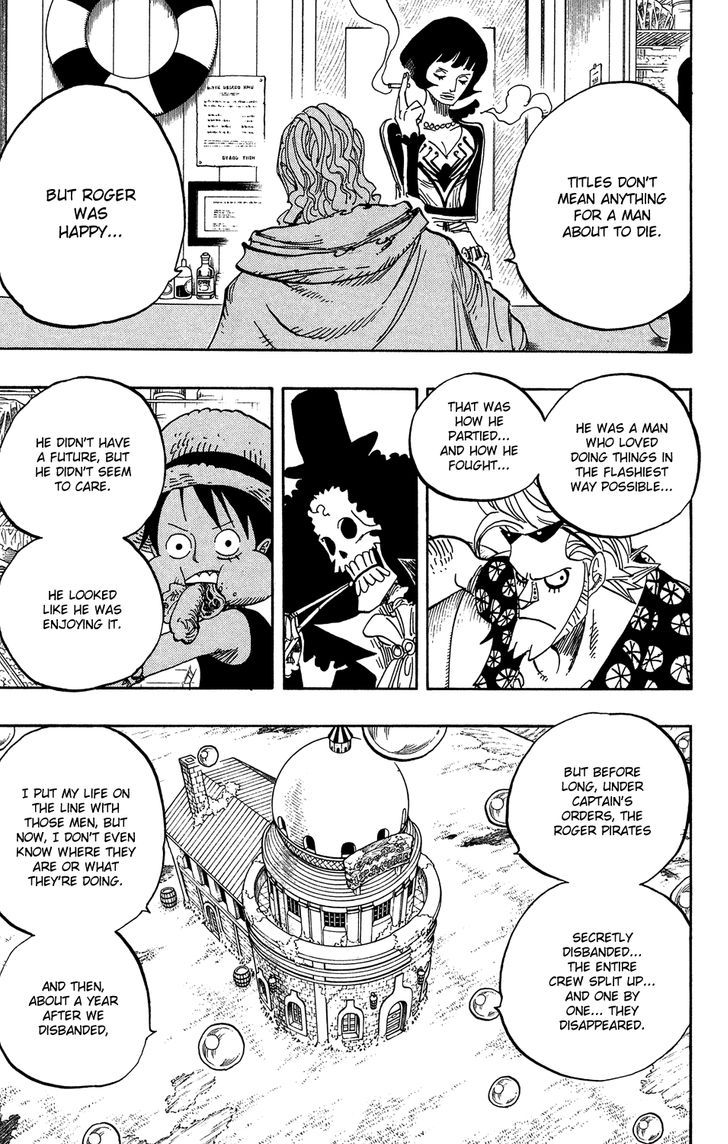 TITLES DON'T
MEAN ANYTHING
FOR A MAN
ABOUT TO DIE.
BUT ROGER
WAS
HAPPY...
HE WAS A MAN
WHO LOVED
DOING THINGS IN
THE FLASHIEST
WAY POSSIBLE...
THAT WAS
HOW HE
PARTIED...
AND HOW HE
FOUGHT...
HE DIDN'T HAVE
A FUTURE, BUT
HE DIDN'T SEEM
TO CARE.
HE LOOKED
LIKE HE WAS
ENJOYING IT.
BUT BEFORE
LONG, UNDER
CAPTAIN'S
ORDERS, THE
ROGER PIRATES
SECRETLY
DISBANDED...
THE ENTIRE
CREW SPLIT UP...
AND ONE BY
ONE... THEY
DISAPPEARED.
I PUT MY LIFE ON
THE LINE WITH
THOSE MEN, BUT
NOW, I DON'T EVEN
KNOW WHERE THEY
ARE OR WHAT
THEY'RE DOING.
AND THEN,
ABOUT A YEAR
AFTER WE
DISBANDED,